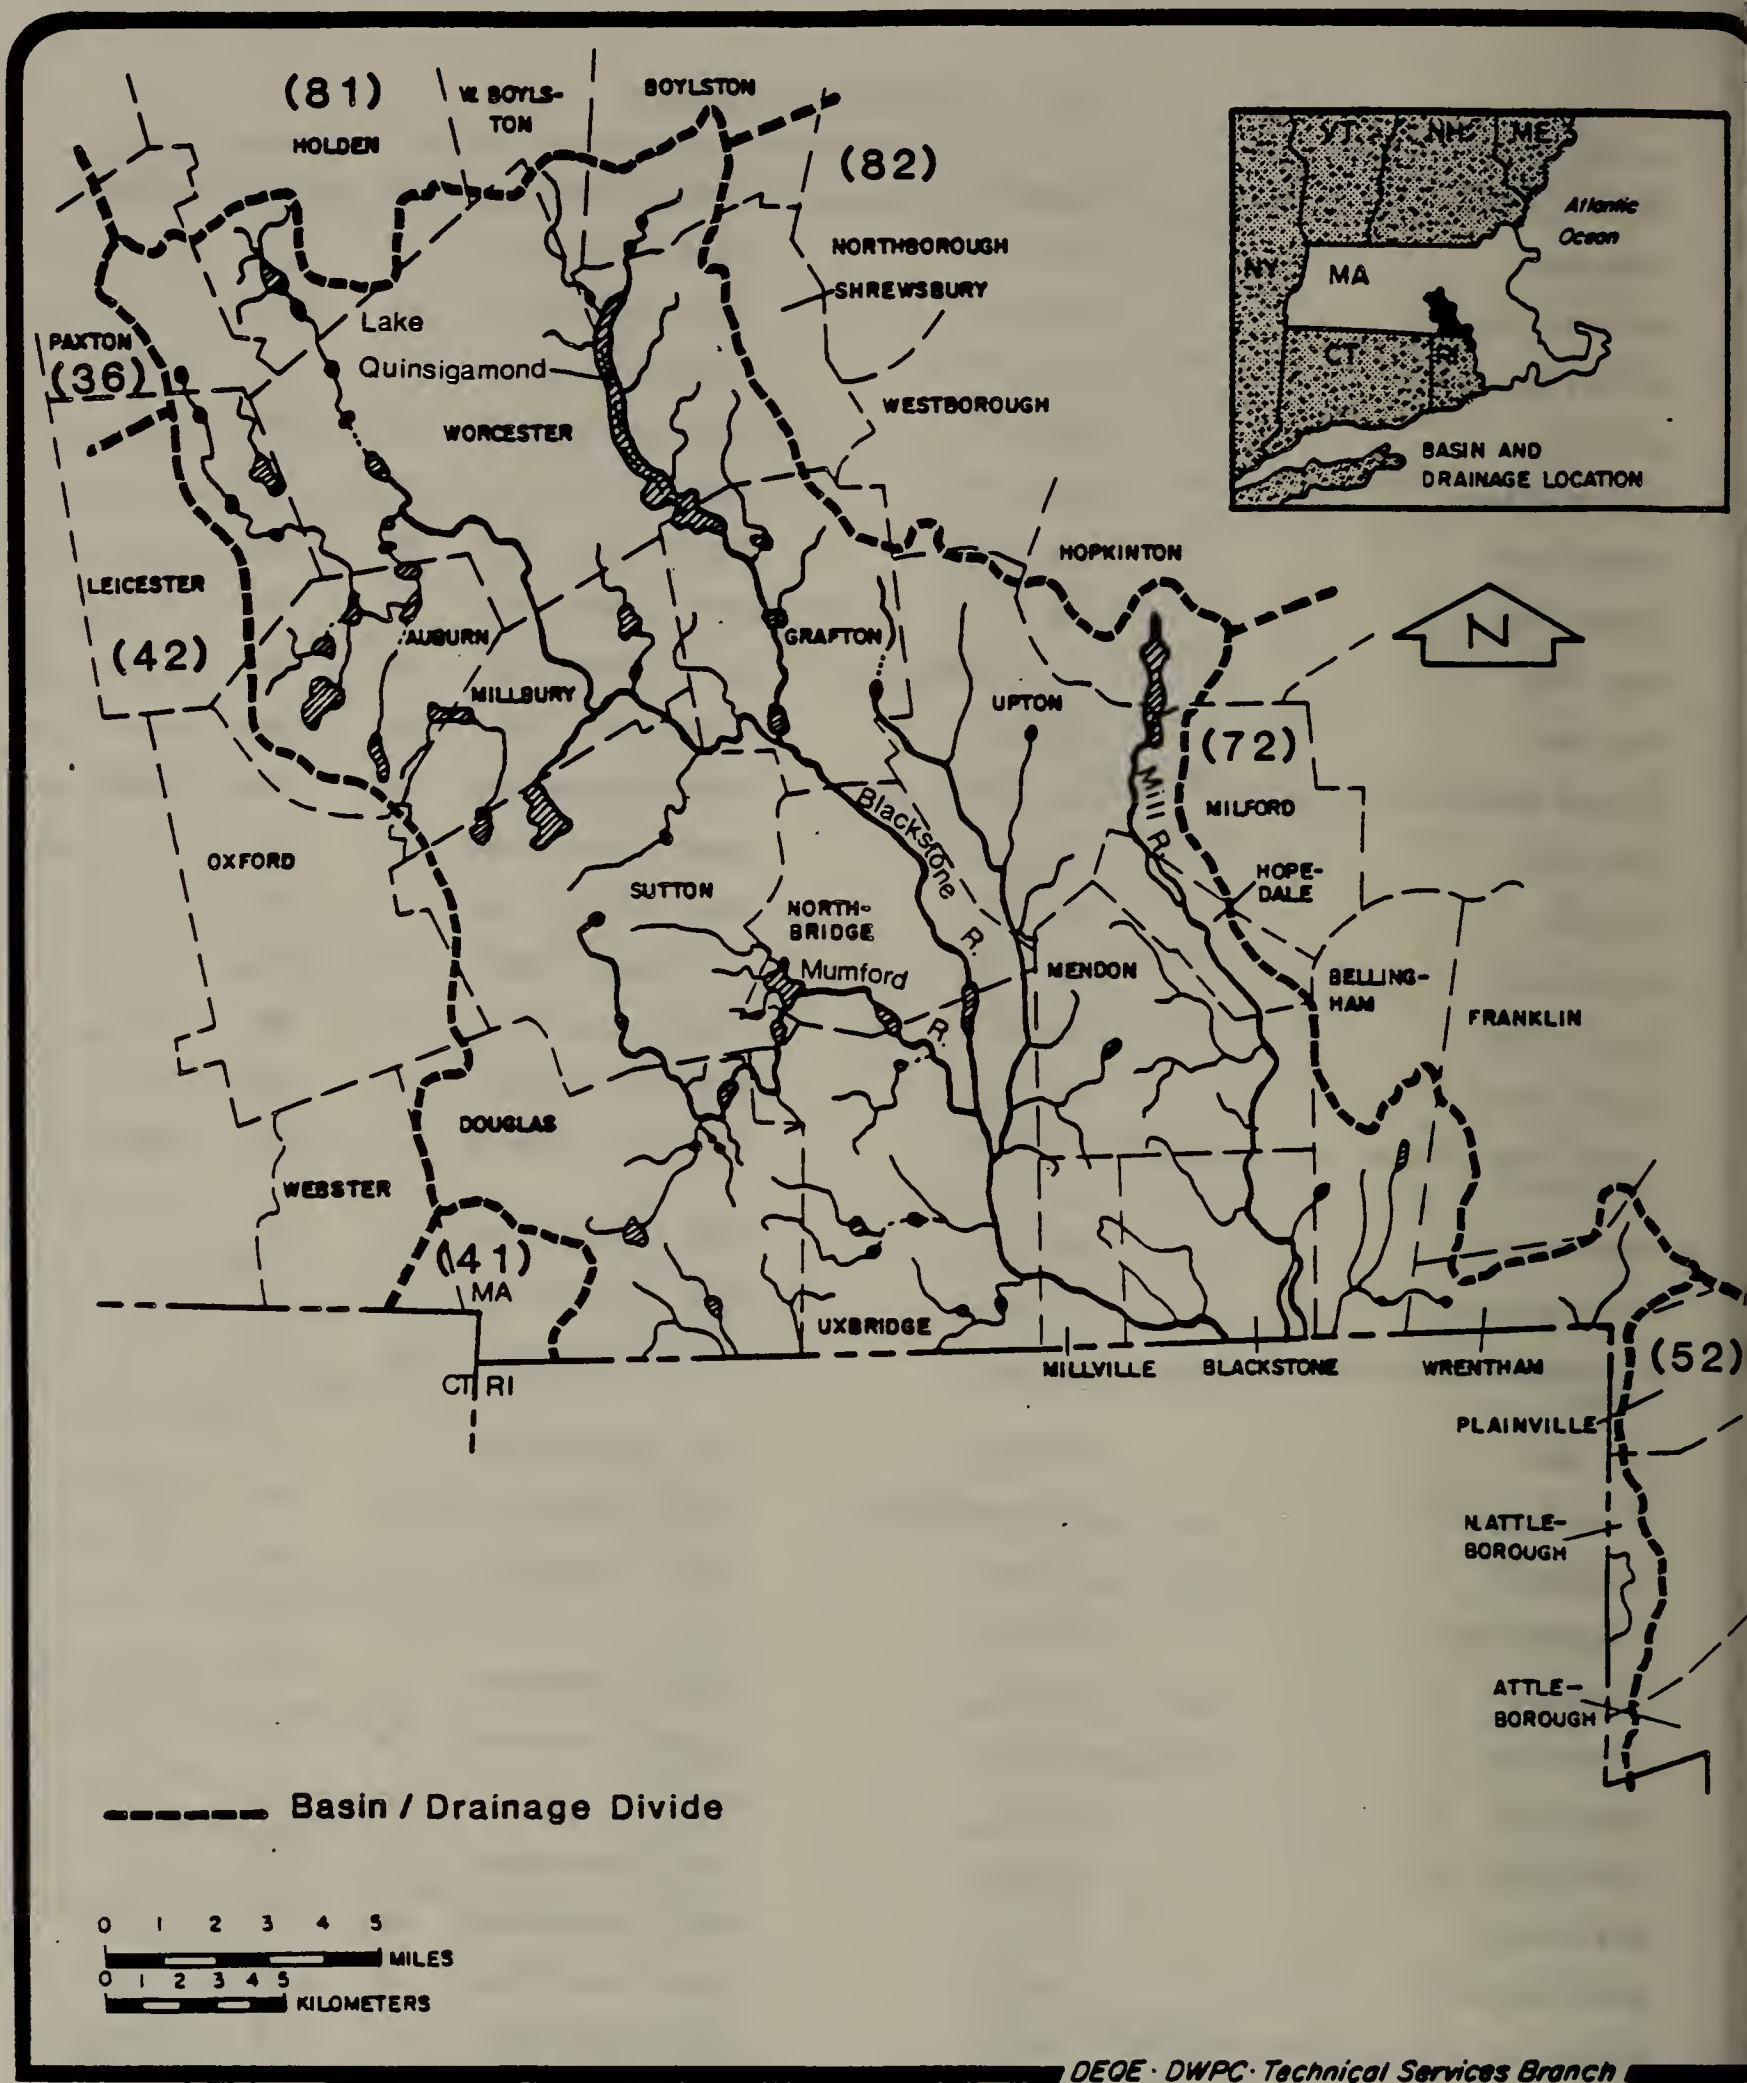 (81)
HOLDEN
W. BOYLS-
TON
BOYLSTON
(82)
NORTHBOROUGH
SHREWSBURY
WESTBOROUGH
VT
NH
ME
Atlantic
Ocean
NY
MA
CT
RI
BASIN AND
DRAINAGE LOCATION
PAXTON
(36)
Lake
Quinsigamond
WORCESTER
HOPKINTON
LEICESTER
(42)
AUBURN
GRAFTON
N
MILLBURY
UPTON
(72)
MILFORD
Mill R.
Blackstone
R.
OXFORD
SUTTON
HOPE-
DALE
NORTH-
BRIDGE
Mumford
R.
MENDON
BELLING-
HAM
FRANKLIN
DOUGLAS
WEBSTER
(41)
MA
UXBRIDGE
CT
RI
MILLVILLE
BLACKSTONE
WRENTHAM
(52)
PLAINVILLE
N.ATTLE-
BOROUGH
ATTLE-
BOROUGH
Basin / Drainage Divide
0 1 2 3 4 5
MILES
0 1 2 3 4 5
KILOMETERS
DEQE · DWPC · Technical Services Branch